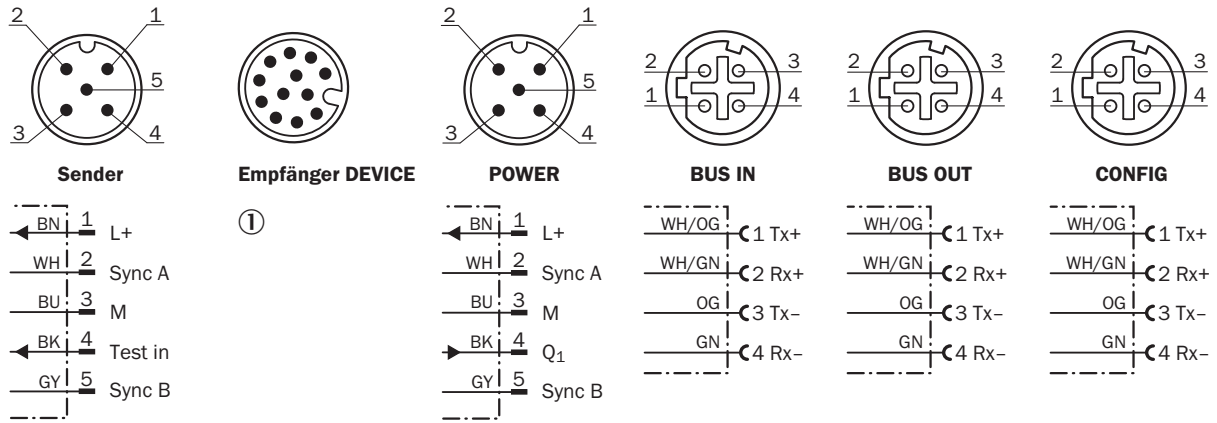 2 1
5
3 4
Sender
BN 1 L+
WH 2 Sync A
BU 3 M
BK 4 Test in
GY 5 Sync B
Empfänger DEVICE
①
2 1
5
3 4
POWER
BN 1 L+
WH 2 Sync A
BU 3 M
BK 4 Q1
GY 5 Sync B
2 3
1 4
BUS IN
WH/OG 1 Tx+
WH/GN 2 Rx+
OG 3 Tx–
GN 4 Rx–
2 3
1 4
BUS OUT
WH/OG 1 Tx+
WH/GN 2 Rx+
OG 3 Tx–
GN 4 Rx–
2 3
1 4
CONFIG
WH/OG 1 Tx+
WH/GN 2 Rx+
OG 3 Tx–
GN 4 Rx–